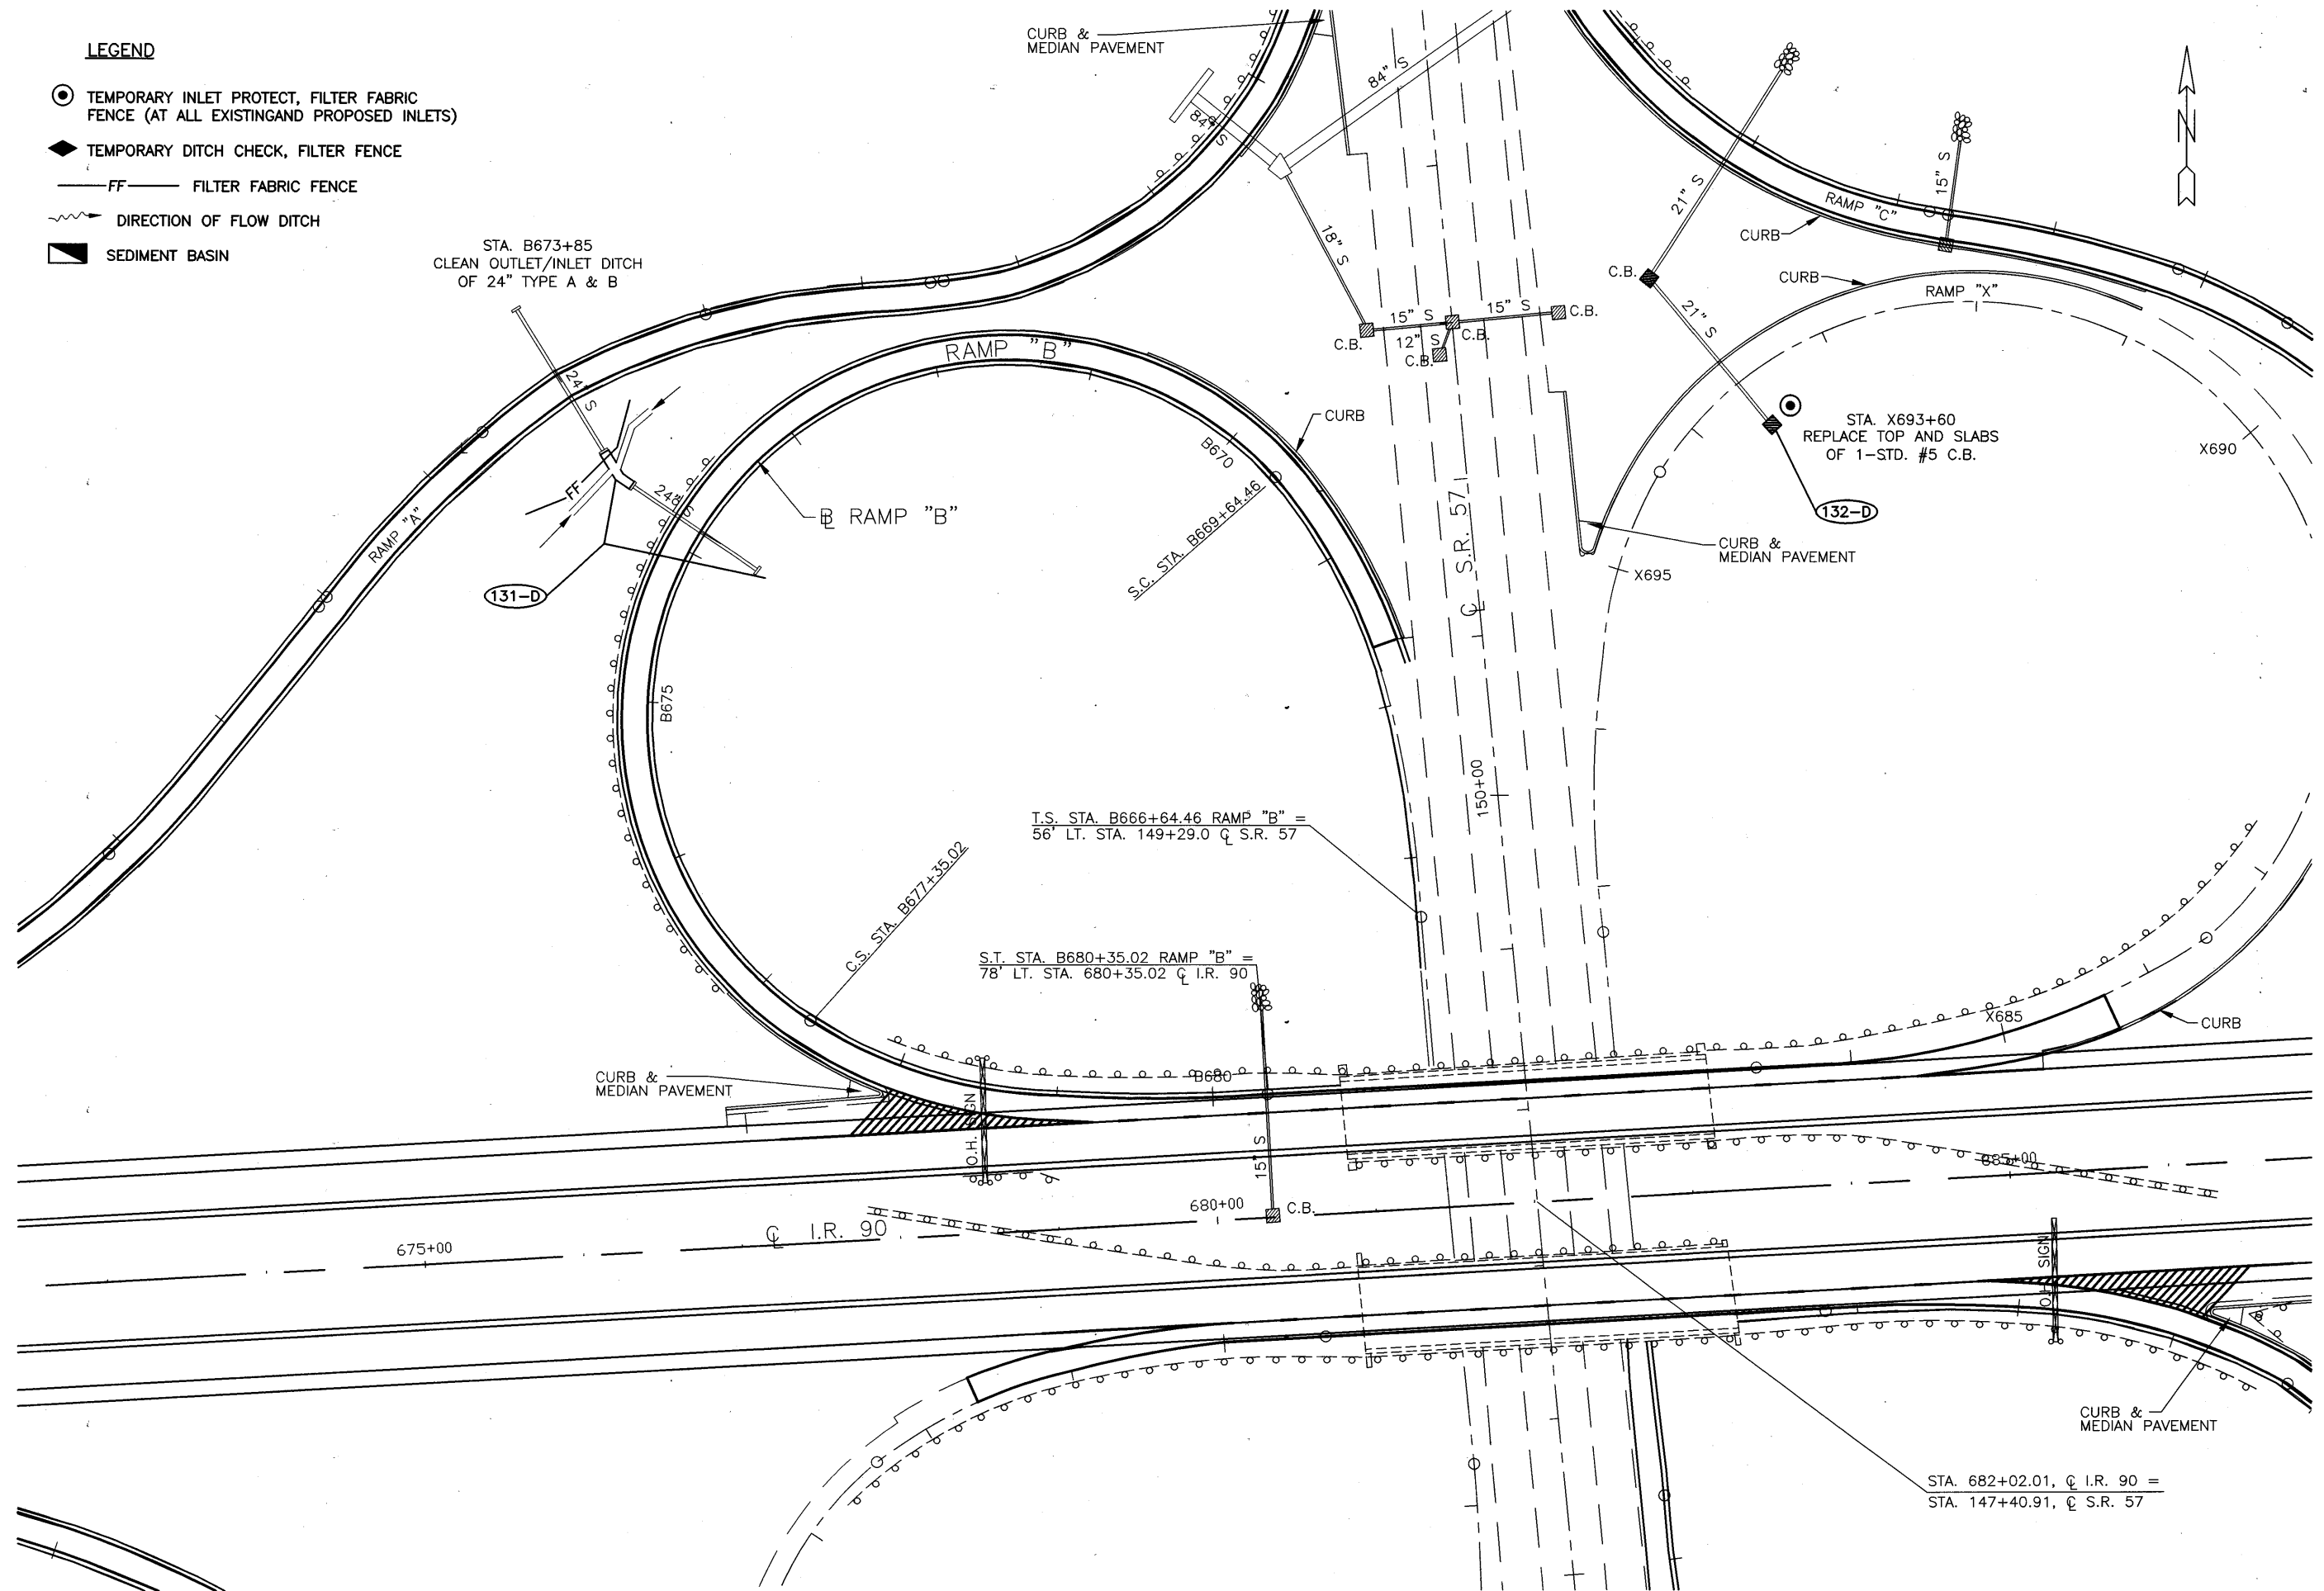 LEGEND
TEMPORARY INLET PROTECT, FILTER FABRIC
FENCE (AT ALL EXISTINGAND PROPOSED INLETS)
TEMPORARY DITCH CHECK, FILTER FENCE
FF FILTER FABRIC FENCE
DIRECTION OF FLOW DITCH
SEDIMENT BASIN
CURB &
MEDIAN PAVEMENT
84" S
84" S
N
STA. B673+85
CLEAN OUTLET/INLET DITCH
OF 24" TYPE A & B
18" S
21" S
15" S
RAMP "C"
CURB
C.B.
CURB
RAMP "X"
15" S
15" S
C.B.
C.B.
C.B.
12" S
C.B.
21" S
RAMP "B"
24" S
CURB
B670
STA. X693+60
REPLACE TOP AND SLABS
OF 1-STD. #5 C.B.
X690
FF
24" S
RAMP "A"
℄ RAMP "B"
S.C. STA. B669+64.46
℄ S.R. 57
132-D
CURB &
MEDIAN PAVEMENT
X695
131-D
B675
150+00
T.S. STA. B666+64.46 RAMP "B" =
56' LT. STA. 149+29.0 ℄ S.R. 57
C.S. STA. B677+35.02
S.T. STA. B680+35.02 RAMP "B" =
78' LT. STA. 680+35.02 ℄ I.R. 90
X685
CURB
CURB &
MEDIAN PAVEMENT
B680
O.H. SIGN
15" S
685+00
680+00
C.B.
℄ I.R. 90
675+00
O.H. SIGN
CURB &
MEDIAN PAVEMENT
STA. 682+02.01, ℄ I.R. 90 =
STA. 147+40.91, ℄ S.R. 57